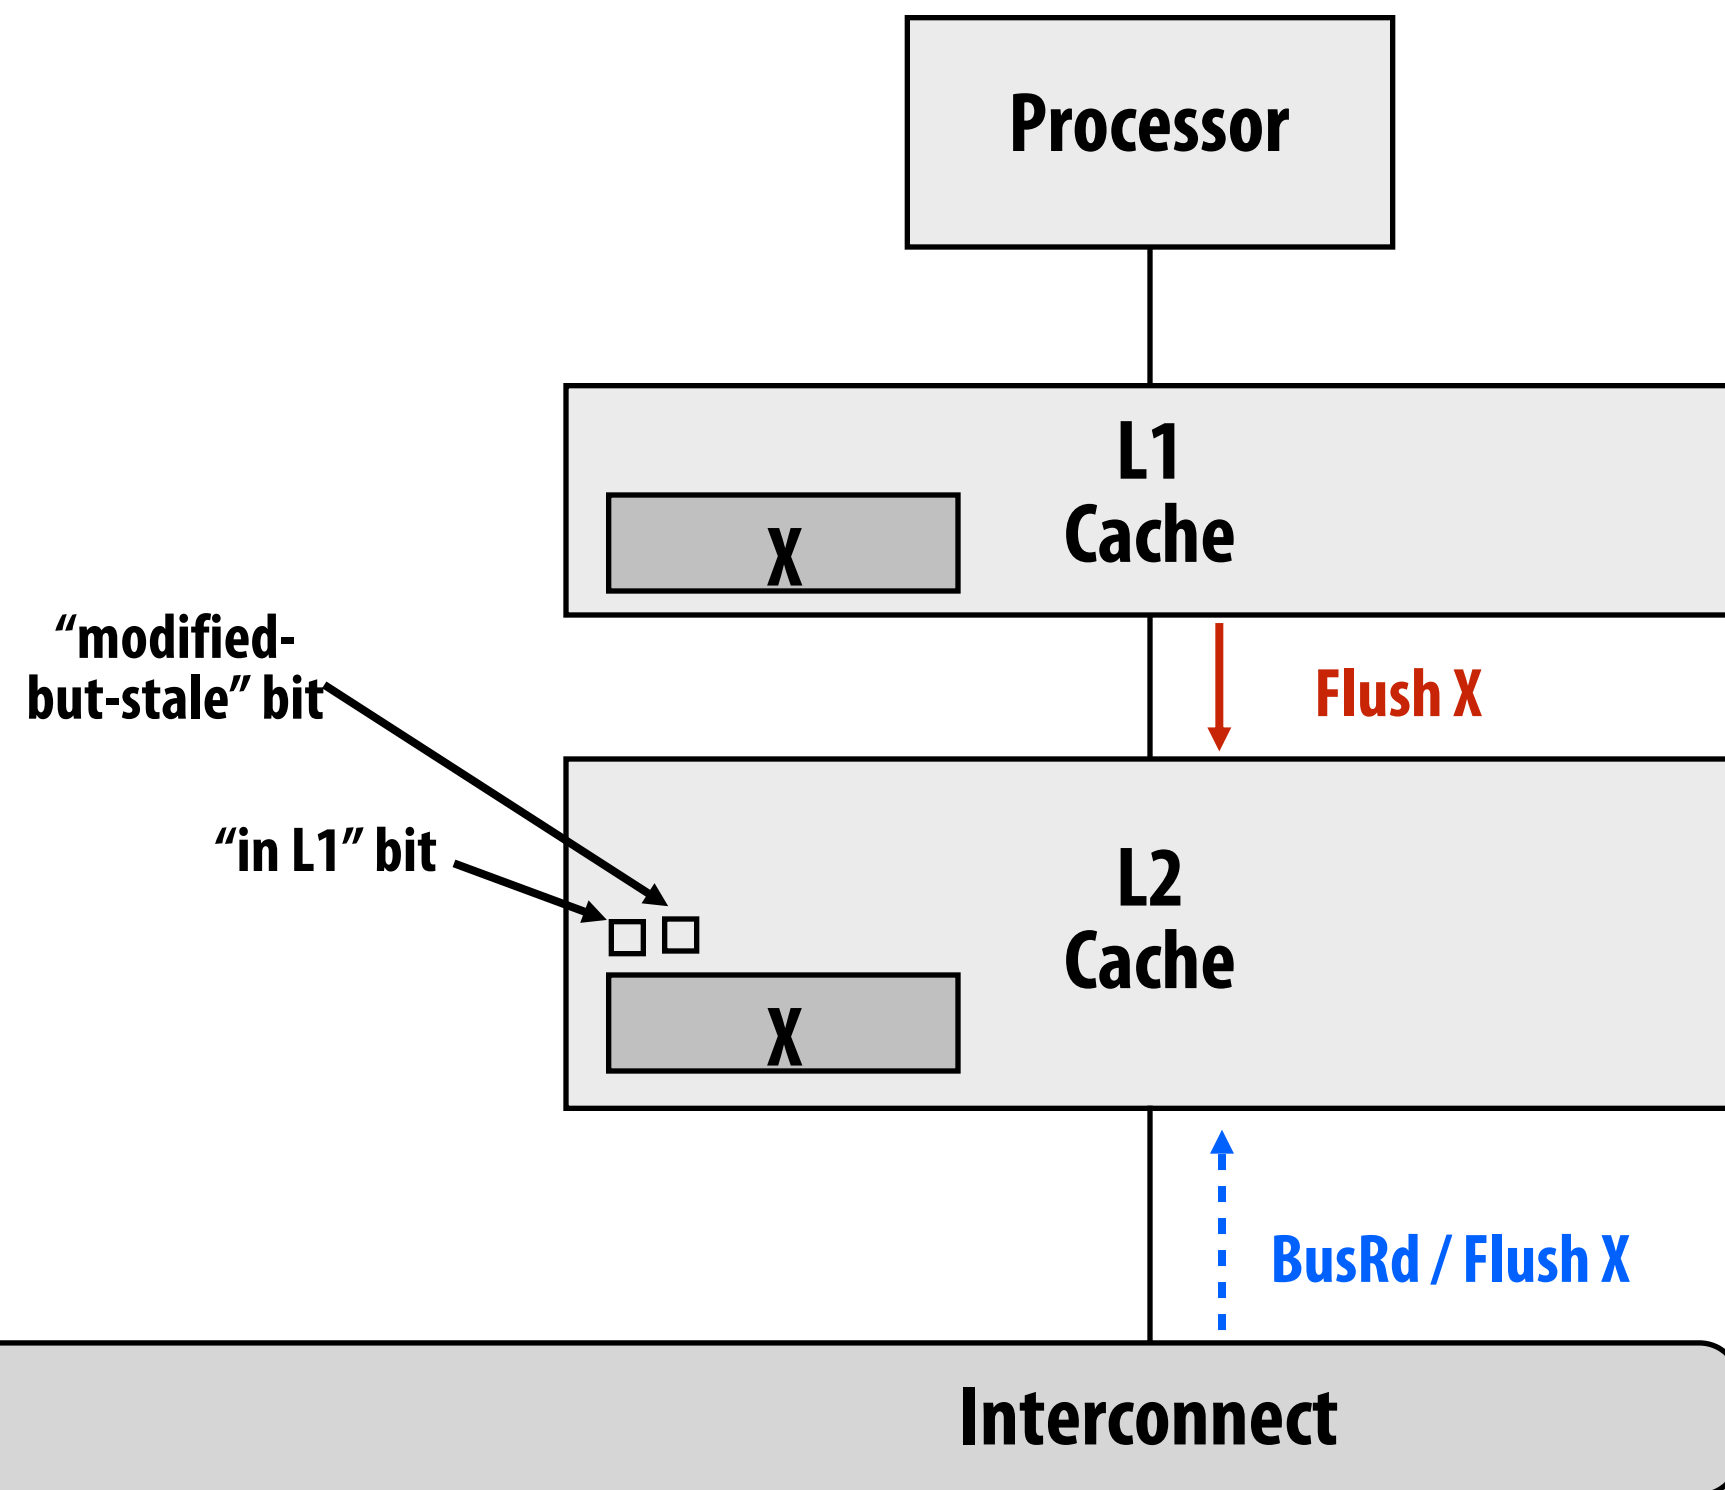 Processor
L1
Cache
X
“modified-
but-stale” bit
Flush X
“in L1” bit
L2
Cache
X
BusRd / Flush X
Interconnect